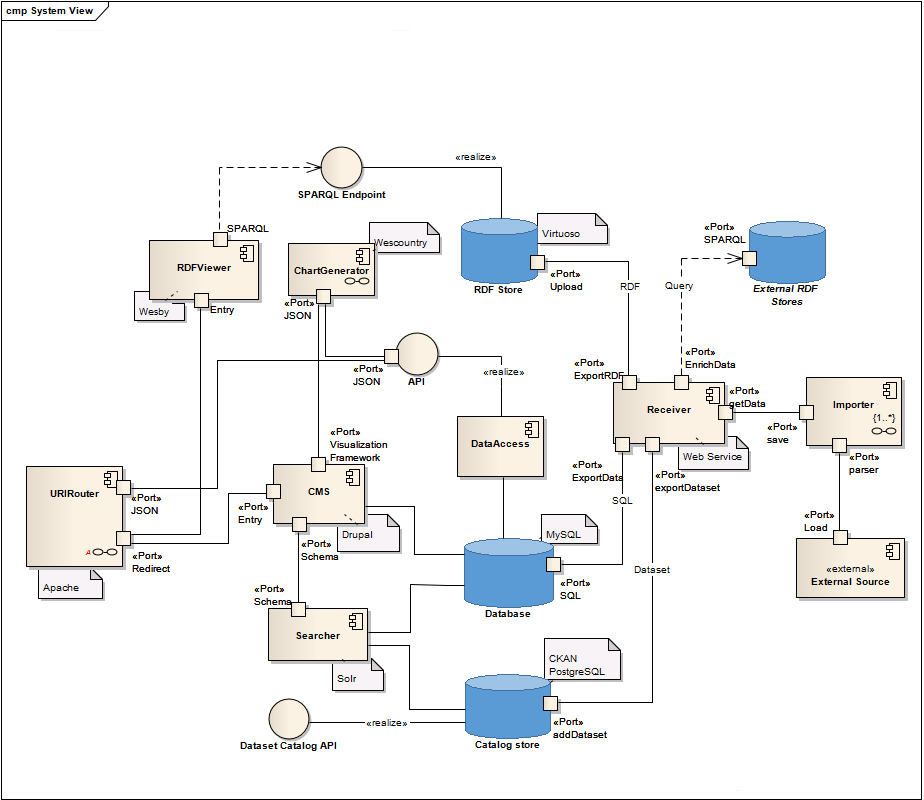 cmp System View
«realize»
SPARQL Endpoint
SPARQL
«Port»
SPARQL
Wescountry
Virtuoso
RDFViewer
ChartGenerator
RDF Store
«Port»
Upload
RDF
Query
External RDF
Stores
Wesby
Entry
«Port»
JSON
«Port»
JSON
API
«realize»
«Port»
ExportRDF
«Port»
EnrichData
Receiver
«Port»
getData
Importer
{1..*}
«Port»
save
«Port»
Visualization
Framework
DataAccess
Web Service
«Port»
parser
«Port»
ExportData
«Port»
exportDataset
URIRouter
«Port»
JSON
CMS
«Port»
Entry
SQL
«Port»
Load
Drupal
MySQL
«Port»
Schema
A
«Port»
Redirect
Apache
«Port»
SQL
Dataset
«external»
External Source
«Port»
Schema
Database
Searcher
Solr
CKAN
PostgreSQL
«realize»
Dataset Catalog API
Catalog store
«Port»
addDataset